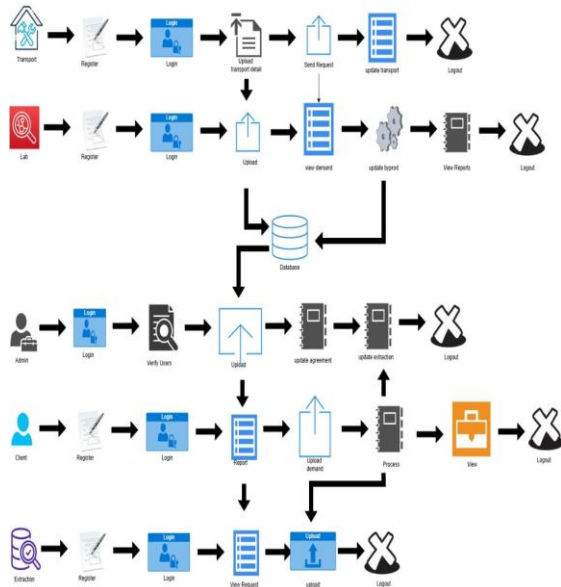 Transport
Register
Login
Login
Upload
transport detail
Send Request
update transport
Logout
Lab
Register
Login
Login
Upload
view demand
update byprod
View Reports
Logout
Database
Admin
Login
Login
Verify Users
Upload
update agreement
update extraction
Logout
Client
Register
Login
Login
Report
Upload
demand
Process
View
Logout
Extraction
Register
Login
Login
View Request
Upload
upload
Logout